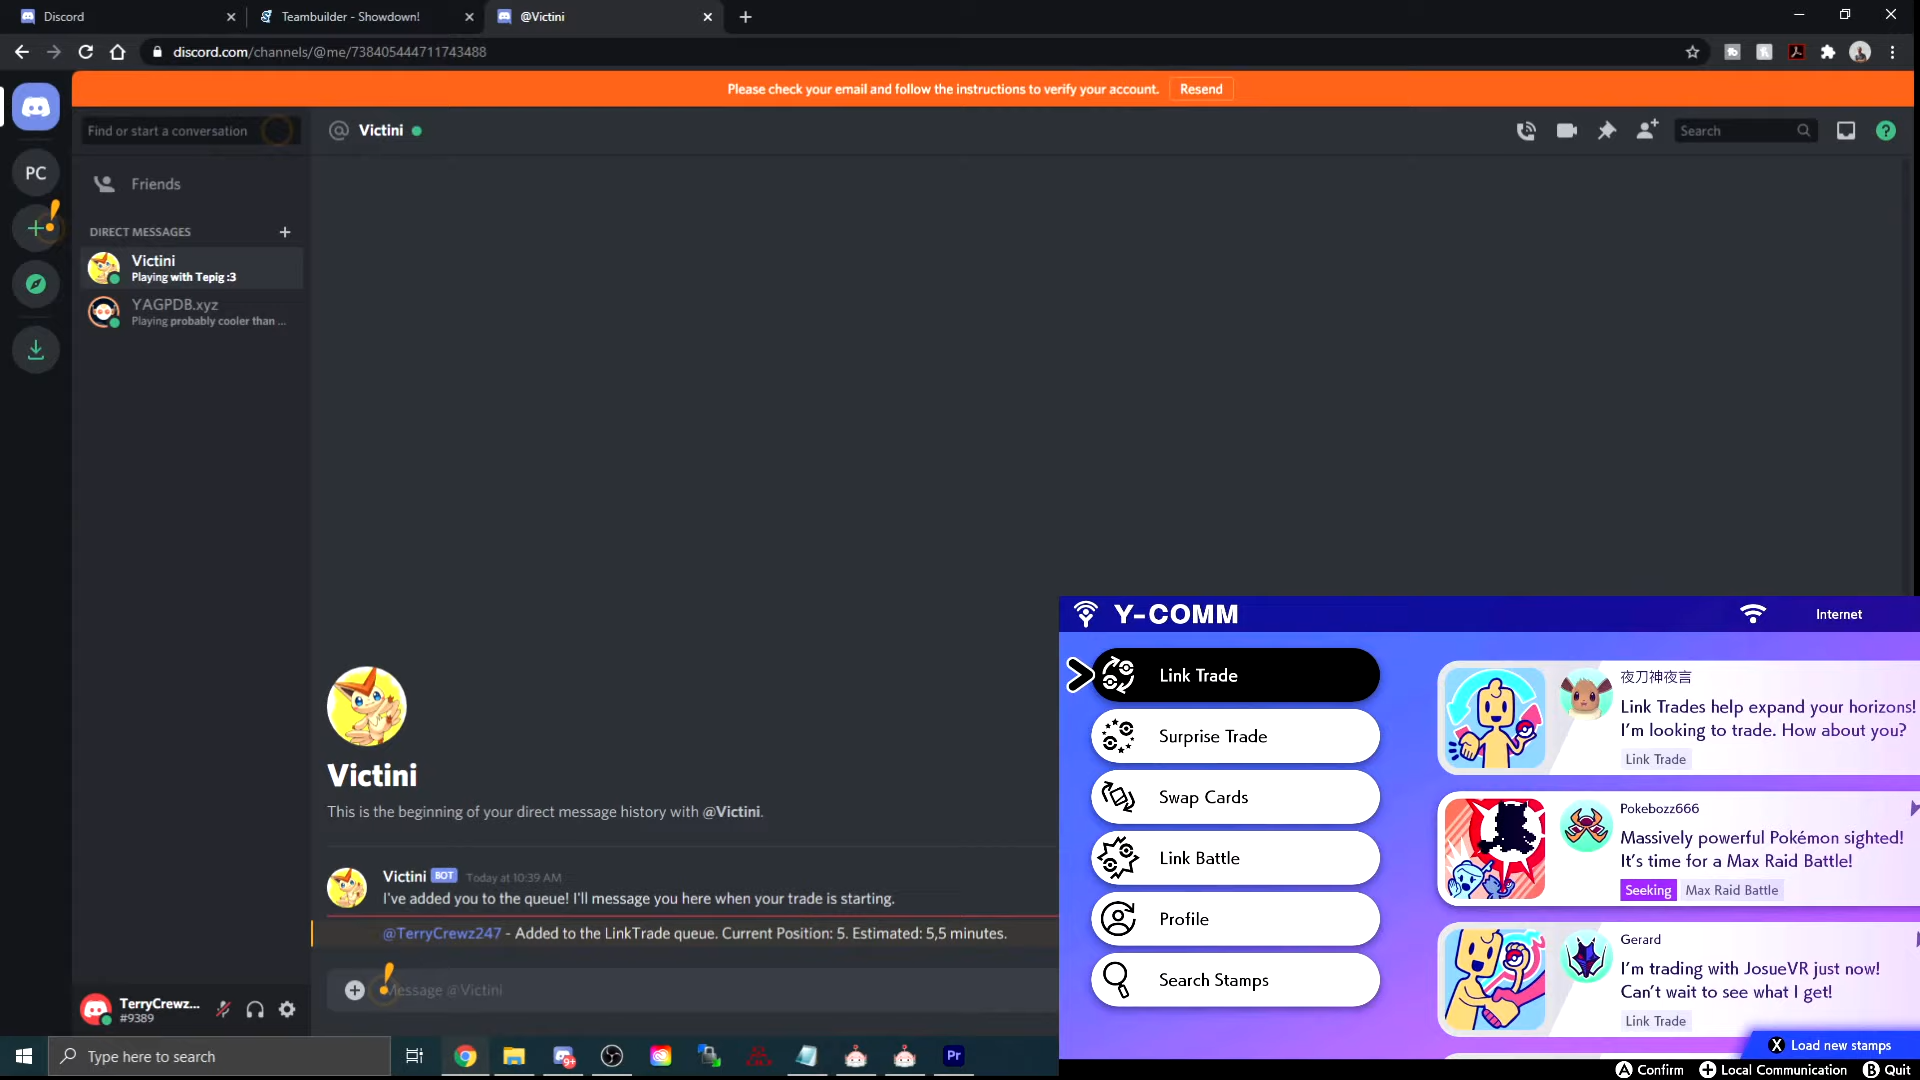 Discord
Teambuilder - Showdown!
@Victini
discord.com/channels/@me/738405444711743488
Please check your email and follow the instructions to verify your account.
Resend
Find or start a conversation
Victini
Search
PC
Friends
DIRECT MESSAGES
Victini
Playing with Tepig :3
YAGPDB.xyz
Playing probably cooler than ...
Victini
This is the beginning of your direct message history with @Victini.
Victini BOT Today at 10:39 AM
I've added you to the queue! I'll message you here when your trade is starting.
@TerryCrewz247 - Added to the LinkTrade queue. Current Position: 5. Estimated: 5,5 minutes.
Message @Victini
TerryCrewz...
#9389
Type here to search
9+
Pr
Y-COMM
Internet
Link Trade
Surprise Trade
Swap Cards
Link Battle
Profile
Search Stamps
夜刀神夜言
Link Trades help expand your horizons!
I'm looking to trade. How about you?
Link Trade
Pokebozz666
Massively powerful Pokémon sighted!
It's time for a Max Raid Battle!
Seeking Max Raid Battle
Gerard
I'm trading with JosueVR just now!
Can't wait to see what I get!
Link Trade
X Load new stamps
A Confirm + Local Communication B Quit